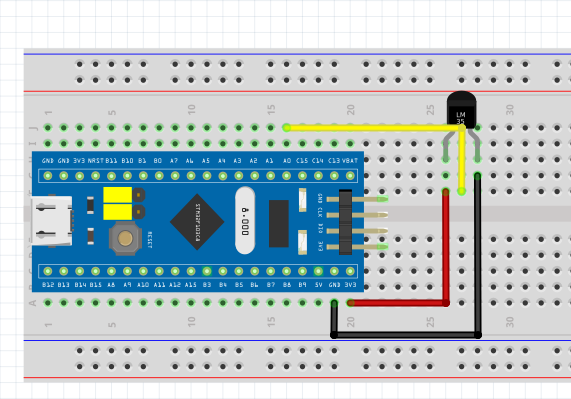 1 5 10 15 20 25 30
J
I
LM
35
GND GND 3V3 NRST B11 B10 B1 B0 A7 A6 A5 A4 A3 A2 A1 A0 C15 C14 C13 VBAT
STM32F103C8
8.000
GND
CLK
3V3
RESET
B12 B13 B14 B15 A8 A9 A10 A11 A12 A15 B3 B4 B5 B6 B7 B8 B9 5V GND 3V3
A
1 5 10 15 20 25 30